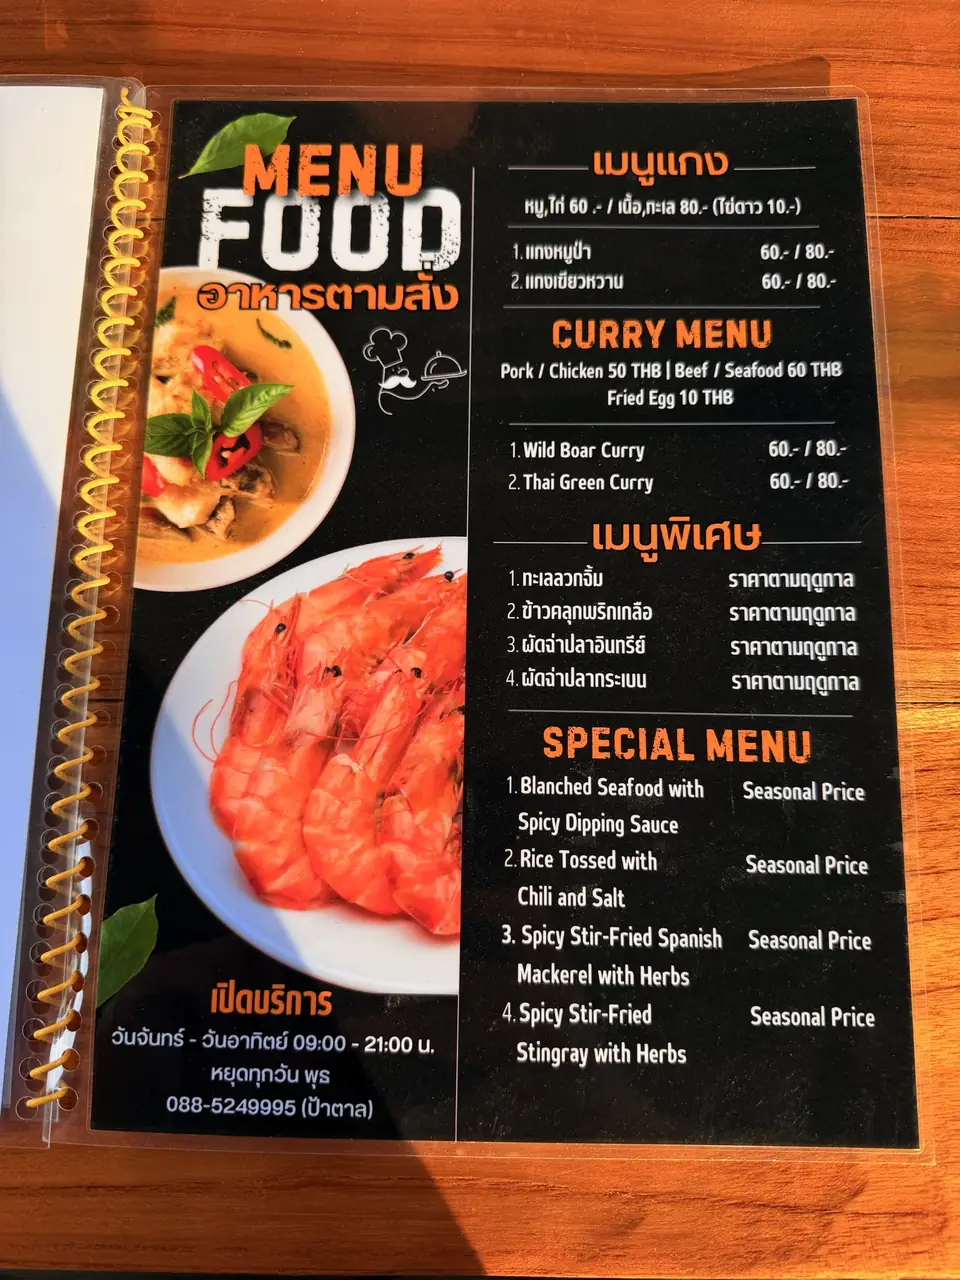 MENU
FOOD
อาหารตามสั่ง
เปิดบริการ
วันจันทร์ - วันอาทิตย์ 09:00 - 21:00 น.
หยุดทุกวัน พุธ
088-5249995 (ป้าตาล)
เมนูแกง
หมู,ไก่ 60 .- / เนื้อ,ทะเล 80.- (ไข่ดาว 10.-)
1. แกงหมูป่า 60.- / 80.-
2. แกงเขียวหวาน 60.- / 80.-
CURRY MENU
Pork / Chicken 50 THB | Beef / Seafood 60 THB
Fried Egg 10 THB
1. Wild Boar Curry 60.- / 80.-
2. Thai Green Curry 60.- / 80.-
เมนูพิเศษ
1. ทะเลลวกจิ้ม ราคาตามฤดูกาล
2. ข้าวคลุกพริกเกลือ ราคาตามฤดูกาล
3. ผัดฉ่าปลาอินทรีย์ ราคาตามฤดูกาล
4. ผัดฉ่าปลากระเบน ราคาตามฤดูกาล
SPECIAL MENU
1. Blanched Seafood with Seasonal Price
Spicy Dipping Sauce
2. Rice Tossed with Seasonal Price
Chili and Salt
3. Spicy Stir-Fried Spanish Seasonal Price
Mackerel with Herbs
4. Spicy Stir-Fried Seasonal Price
Stingray with Herbs